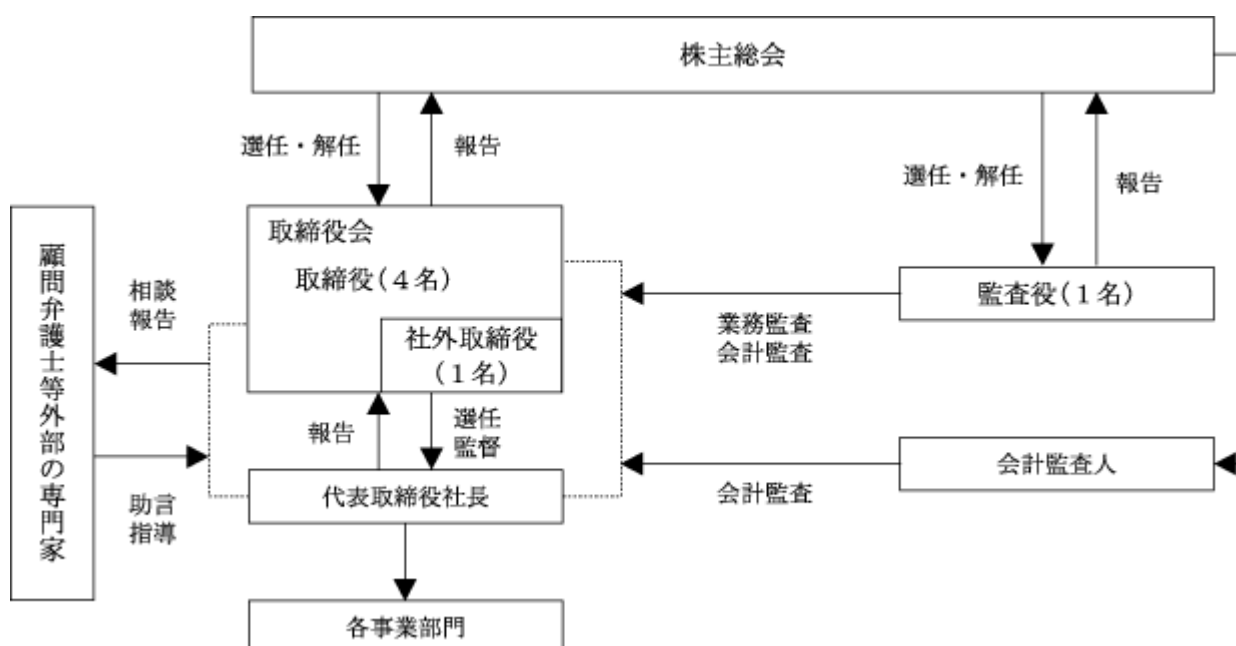 株主総会
選任・解任
報告
選任・解任
報告
取締役会
取締役(4名)
社外取締役
(1名)
監査役(1名)
業務監査
会計監査
顧問弁護士等外部の専門家
相談
報告
助言
指導
報告
選任
監督
代表取締役社長
会計監査人
会計監査
各事業部門